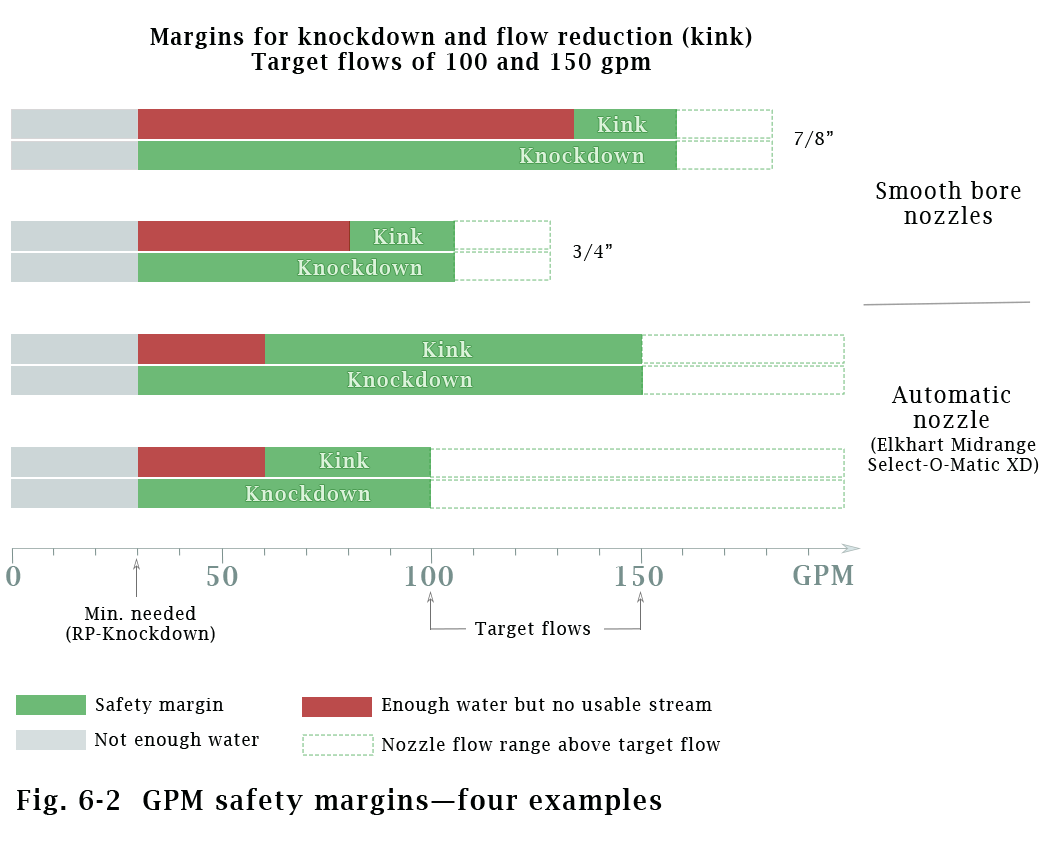 Margins for knockdown and flow reduction (kink)
Target flows of 100 and 150 gpm
Kink
Knockdown
7/8”
Smooth bore
nozzles
Kink
Knockdown
3/4”
Kink
Knockdown
Automatic
nozzle
(Elkhart Midrange
Select-O-Matic XD)
Kink
Knockdown
0 50 100 150 GPM
Min. needed
(RP-Knockdown)
Target flows
Safety margin
Enough water but no usable stream
Not enough water
Nozzle flow range above target flow
Fig. 6-2 GPM safety margins—four examples